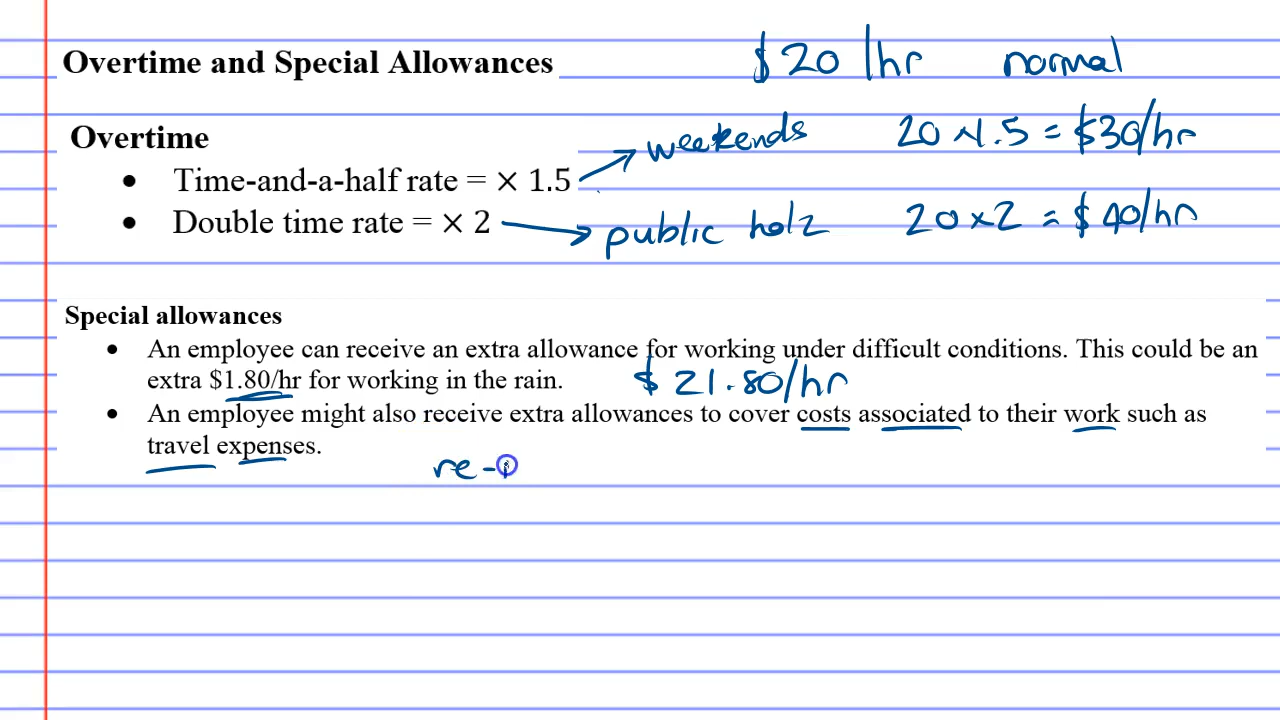 Overtime and Special Allowances
$20/hr normal
Overtime
weekends 20 × 1.5 = $30/hr
• Time-and-a-half rate = × 1.5
• Double time rate = × 2
public holz 20 × 2 = $40/hr
Special allowances
• An employee can receive an extra allowance for working under difficult conditions. This could be an
extra $1.80/hr for working in the rain. $21.80/hr
• An employee might also receive extra allowances to cover costs associated to their work such as
travel expenses.
re-